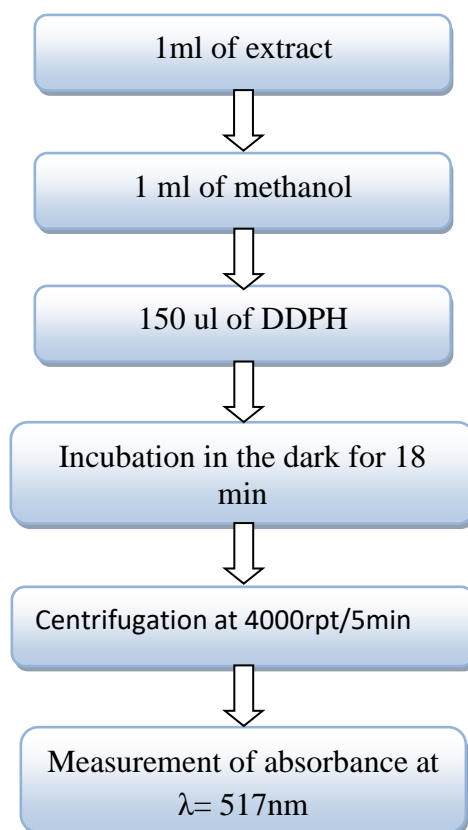 1ml of extract
1 ml of methanol
150 ul of DDPH
Incubation in the dark for 18
min
Centrifugation at 4000rpt/5min
Measurement of absorbance at
λ= 517nm